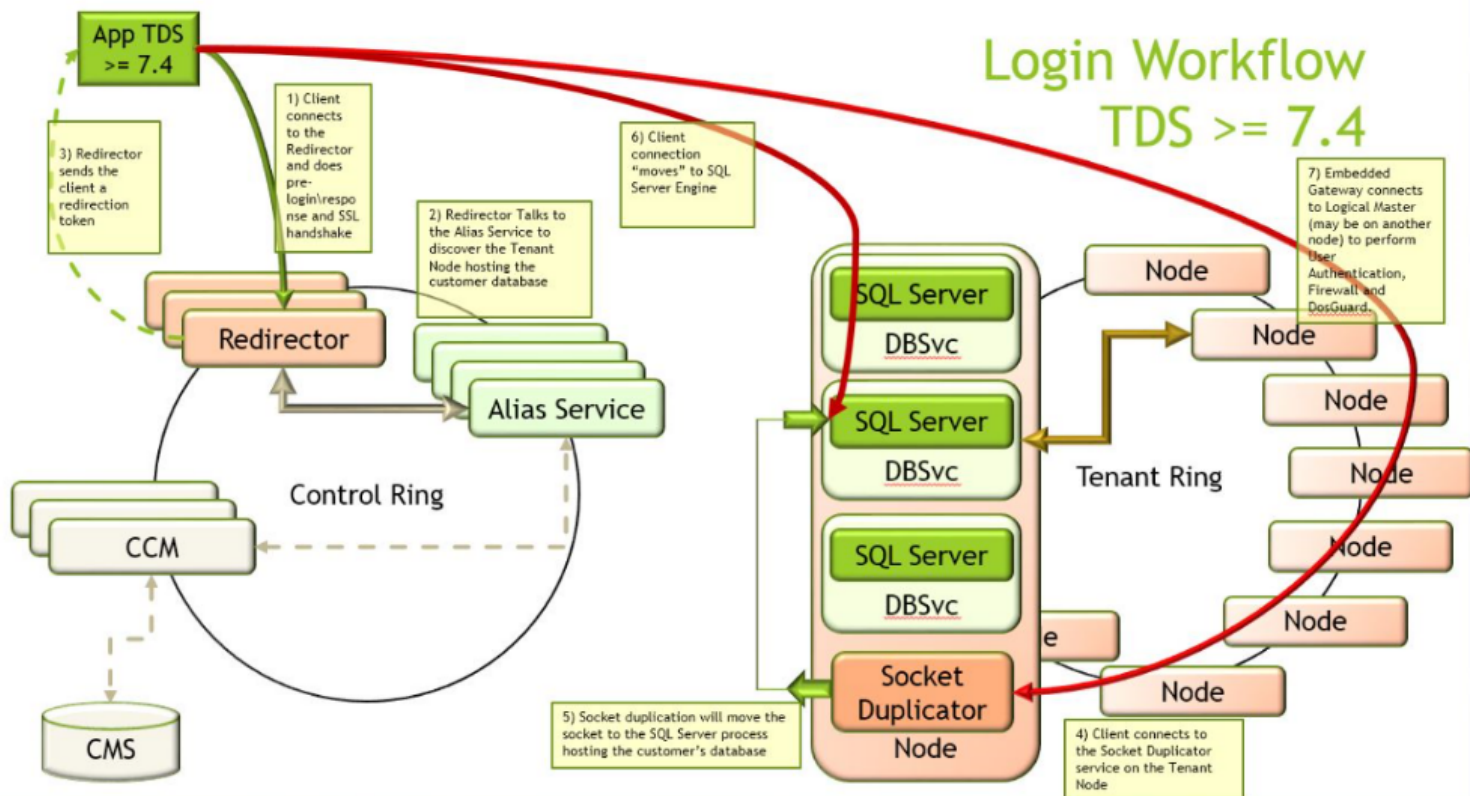 App TDS
>= 7.4
Login Workflow
TDS >= 7.4
1) Client
connects
to the
Redirector
and does
pre-
login\respo
nse and SSL
handshake
3) Redirector
sends the
client a
redirection
token
6) Client
connection
“moves” to SQL
Server Engine
7) Embedded
Gateway connects
to Logical Master
(may be on another
node) to perform
User
Authentication,
Firewall and
DosGuard.
2) Redirector Talks to
the Alias Service to
discover the Tenant
Node hosting the
customer database
Redirector
Alias Service
Control Ring
CCM
CMS
SQL Server
DBSvc
SQL Server
DBSvc
SQL Server
DBSvc
Socket
Duplicator
Node
Tenant Ring
Node
Node
Node
Node
Node
Node
Node
e
5) Socket duplication will move the
socket to the SQL Server process
hosting the customer’s database
4) Client connects to
the Socket Duplicator
service on the Tenant
Node